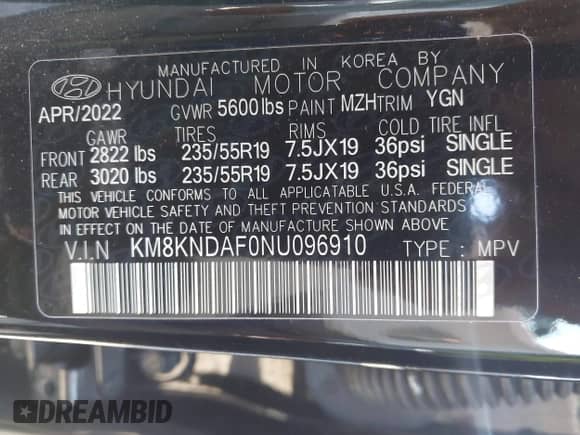 MANUFACTURED IN KOREA BY
HYUNDAI MOTOR COMPANY
APR/2022 GVWR 5600 lbs PAINT MZH TRIM YGN
GAWR TIRES RIMS COLD TIRE INFL
FRONT 2822 lbs 235/55R19 7.5JX19 36psi SINGLE
REAR 3020 lbs 235/55R19 7.5JX19 36psi SINGLE
THIS VEHICLE CONFORMS TO ALL APPLICATABLE U.S.A. FEDERAL
MOTOR VEHICLE SAFETY AND THEFT PREVENTION STANDARDS
IN EFFECT ON THE DATE OF MANUFACTURE SHOWN ABOVE.
V.I.N KM8KNDAF0NU096910 TYPE : MPV
DREAMBID